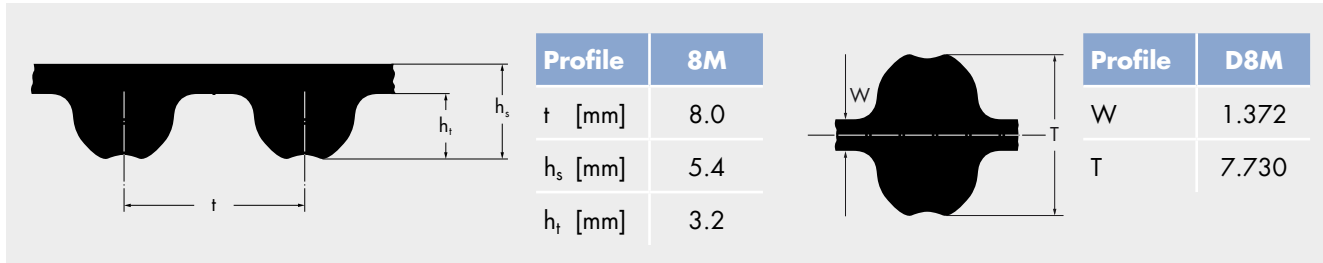 t
hₜ
hₛ
Profile 8M
t [mm] 8.0
hₛ [mm] 5.4
hₜ [mm] 3.2
W
T
Profile D8M
W 1.372
T 7.730